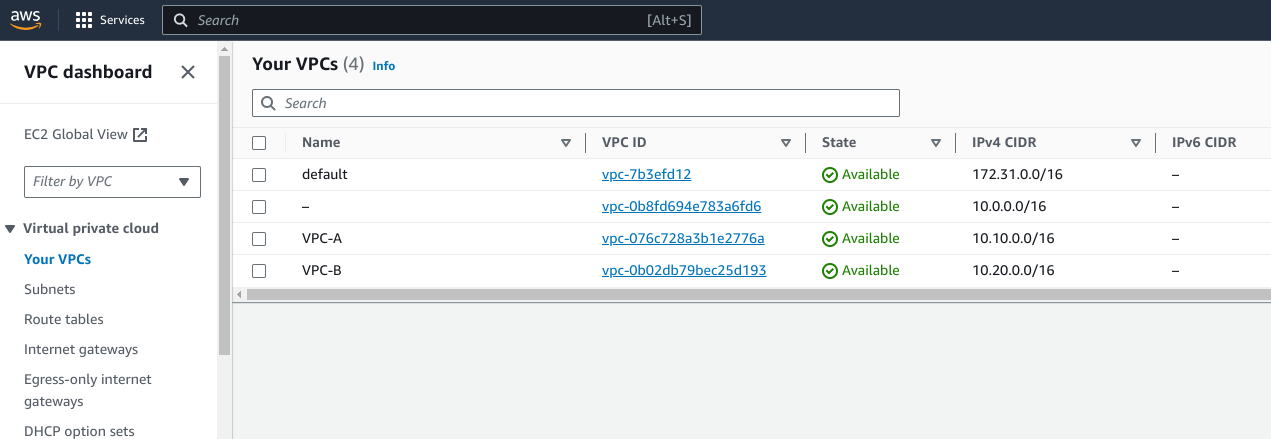 aws Services Search [Alt+S]
VPC dashboard
EC2 Global View
Filter by VPC
Virtual private cloud
Your VPCs
Subnets
Route tables
Internet gateways
Egress-only internet
gateways
DHCP option sets
Your VPCs (4) Info
Search
Name VPC ID State IPv4 CIDR IPv6 CIDR
default vpc-7b3efd12 Available 172.31.0.0/16 –
– vpc-0b8fd694e783a6fd6 Available 10.0.0.0/16 –
VPC-A vpc-076c728a3b1e2776a Available 10.10.0.0/16 –
VPC-B vpc-0b02db79bec25d193 Available 10.20.0.0/16 –